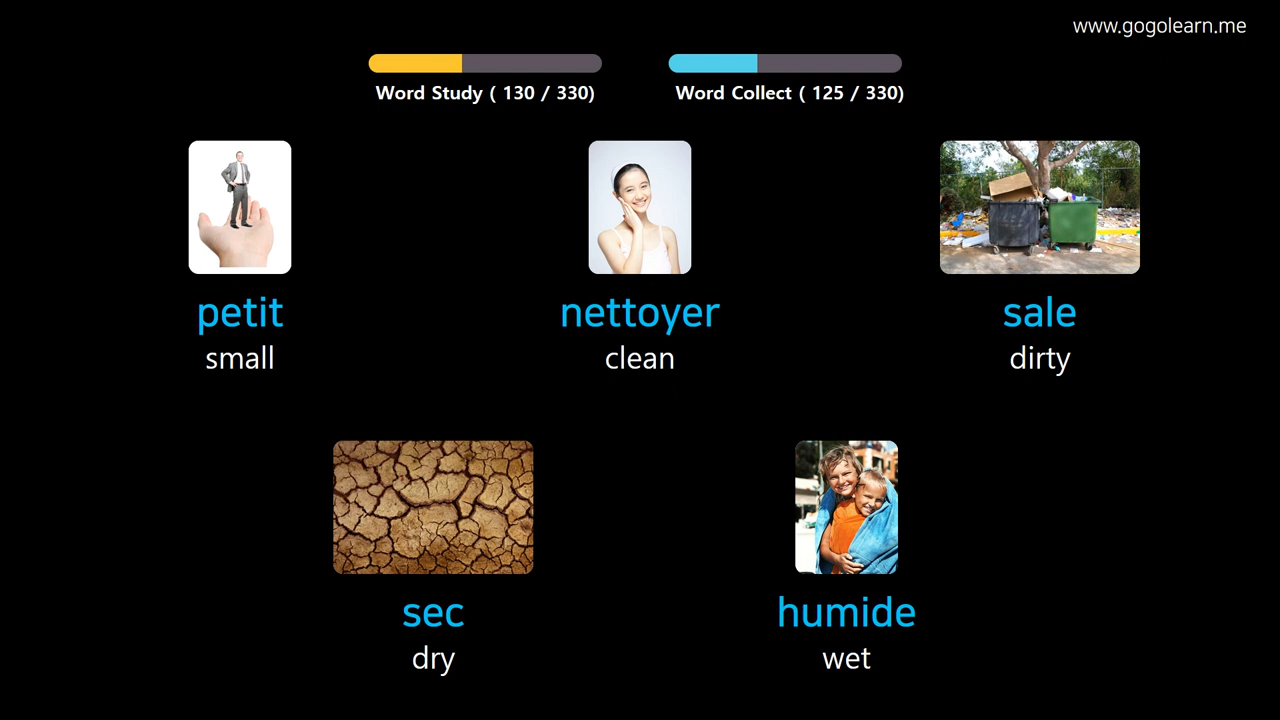 www.gogolearn.me
Word Study ( 130 / 330)
Word Collect ( 125 / 330)
petit
small
nettoyer
clean
sale
dirty
sec
dry
humide
wet